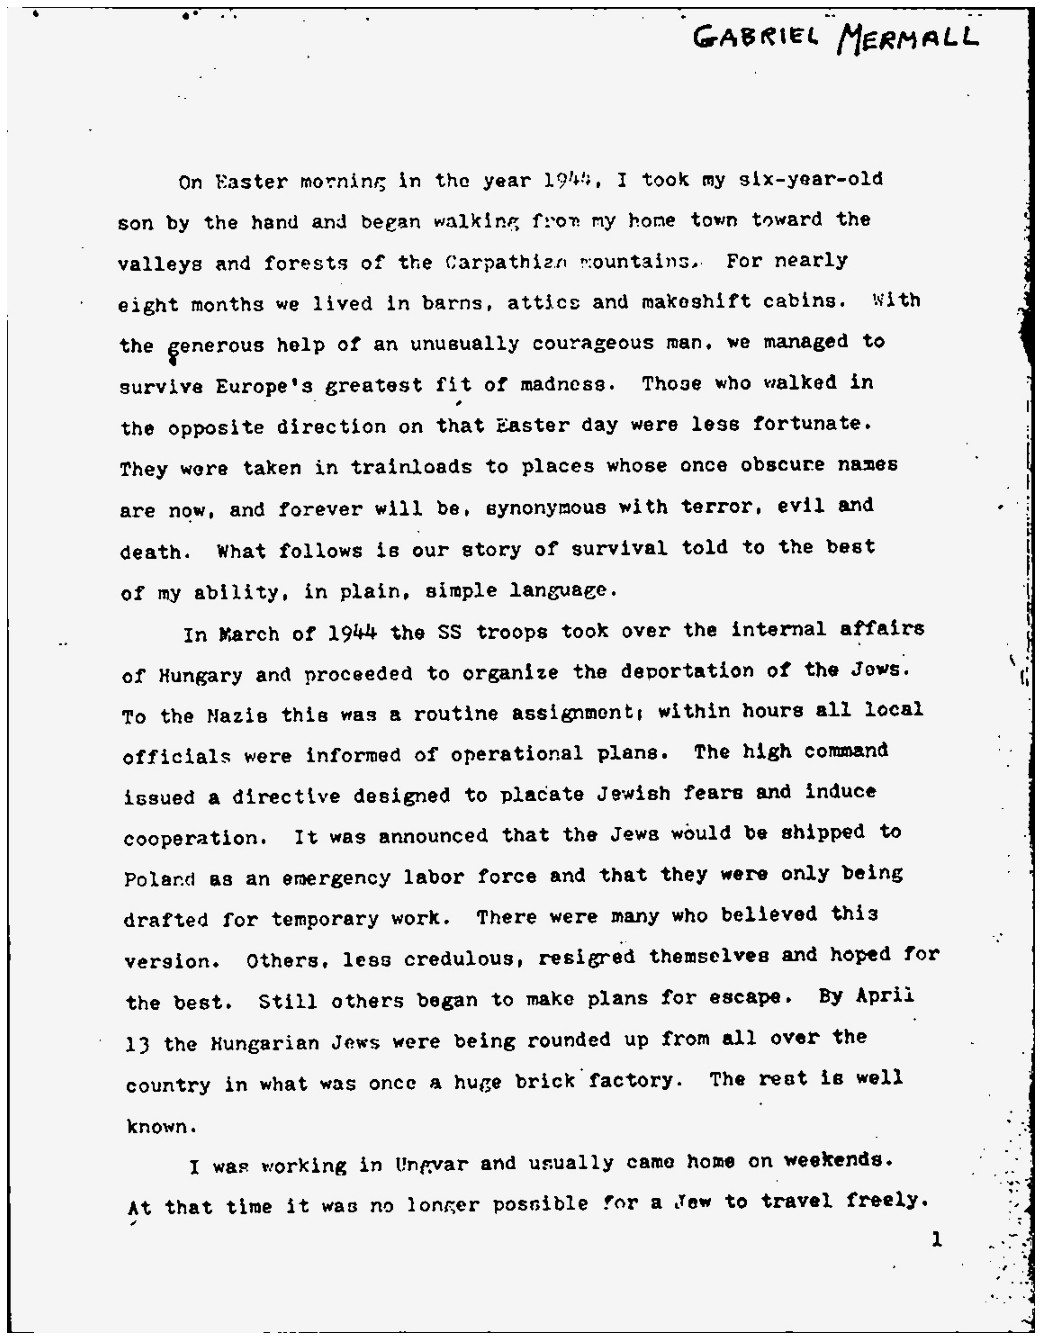 GABRIEL MERMALL
On Easter morning in the year 1944, I took my six-year-old
son by the hand and began walking from my home town toward the
valleys and forests of the Carpathian mountains. For nearly
eight months we lived in barns, attics and makeshift cabins. With
the generous help of an unusually courageous man, we managed to
survive Europe's greatest fit of madness. Those who walked in
the opposite direction on that Easter day were less fortunate.
They were taken in trainloads to places whose once obscure names
are now, and forever will be, synonymous with terror, evil and
death. What follows is our story of survival told to the best
of my ability, in plain, simple language.
In March of 1944 the SS troops took over the internal affairs
of Hungary and proceeded to organize the deportation of the Jews.
To the Nazis this was a routine assignment; within hours all local
officials were informed of operational plans. The high command
issued a directive designed to placate Jewish fears and induce
cooperation. It was announced that the Jews would be shipped to
Poland as an emergency labor force and that they were only being
drafted for temporary work. There were many who believed this
version. Others, less credulous, resigned themselves and hoped for
the best. Still others began to make plans for escape. By April
13 the Hungarian Jews were being rounded up from all over the
country in what was once a huge brick factory. The rest is well
known.
I was working in Ungvar and usually came home on weekends.
At that time it was no longer possible for a Jew to travel freely.
1